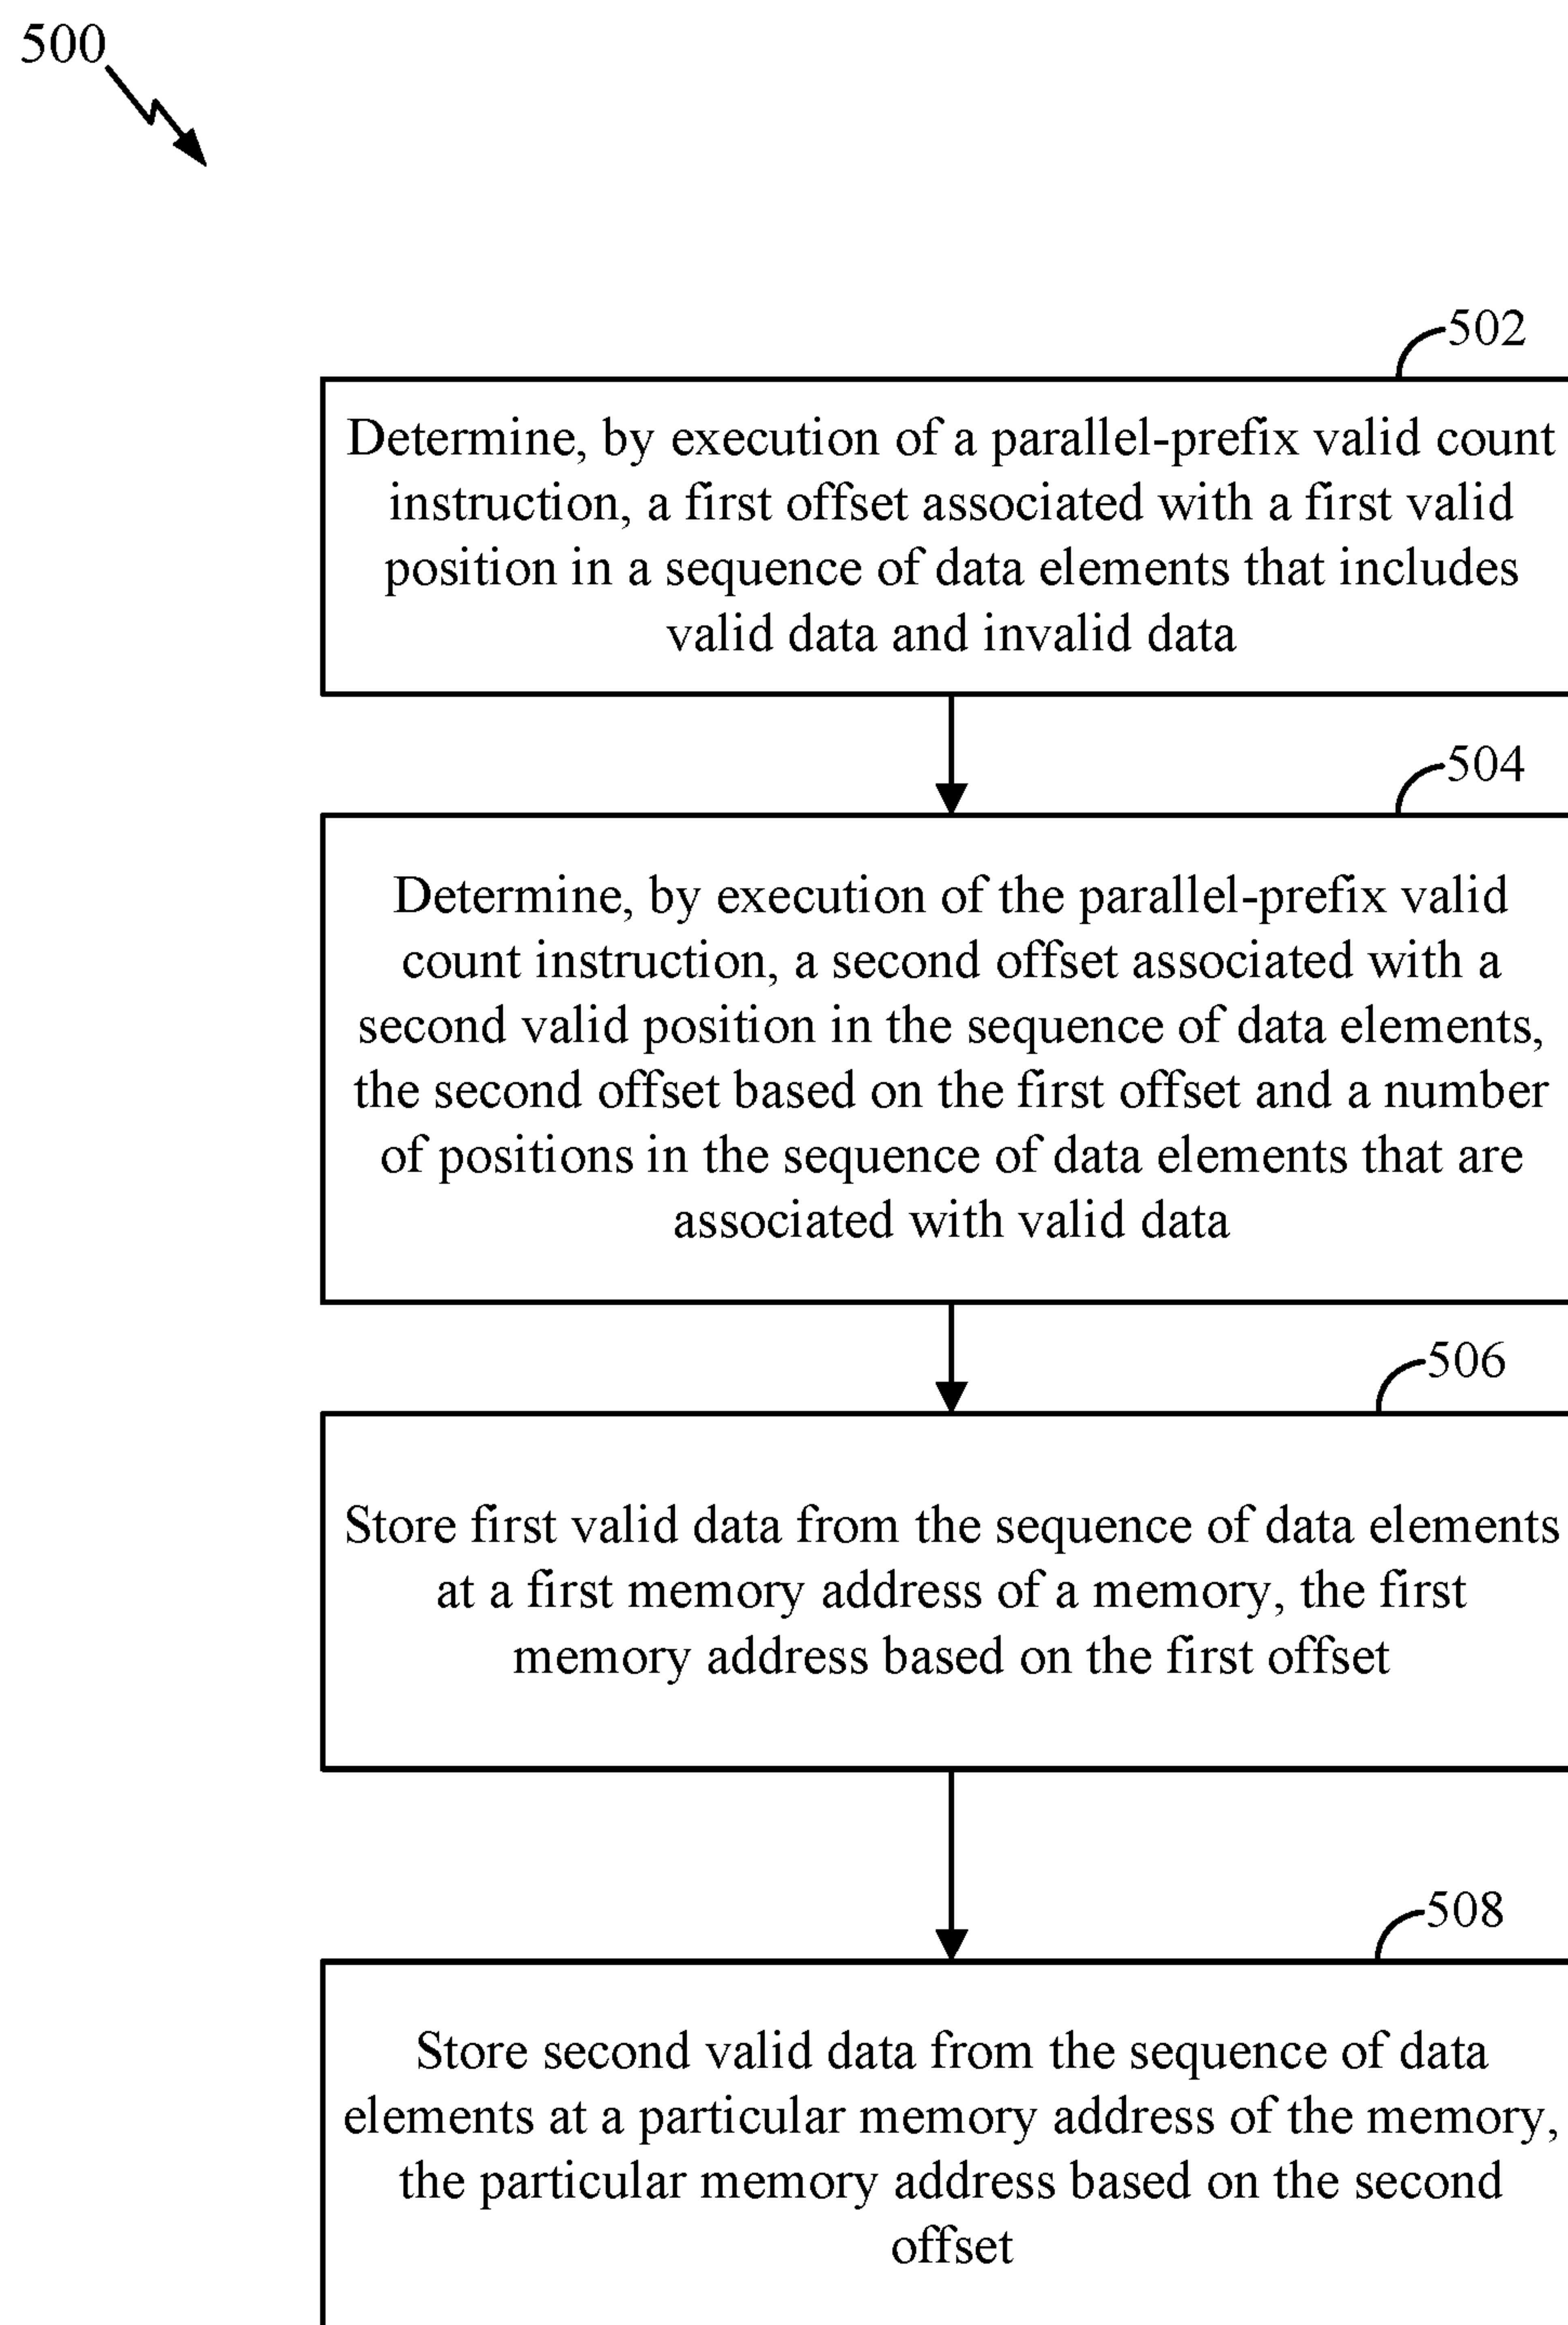 500
502
Determine, by execution of a parallel-prefix valid count
instruction, a first offset associated with a first valid
position in a sequence of data elements that includes
valid data and invalid data
504
Determine, by execution of the parallel-prefix valid
count instruction, a second offset associated with a
second valid position in the sequence of data elements,
the second offset based on the first offset and a number
of positions in the sequence of data elements that are
associated with valid data
506
Store first valid data from the sequence of data elements
at a first memory address of a memory, the first
memory address based on the first offset
508
Store second valid data from the sequence of data
elements at a particular memory address of the memory,
the particular memory address based on the second
offset